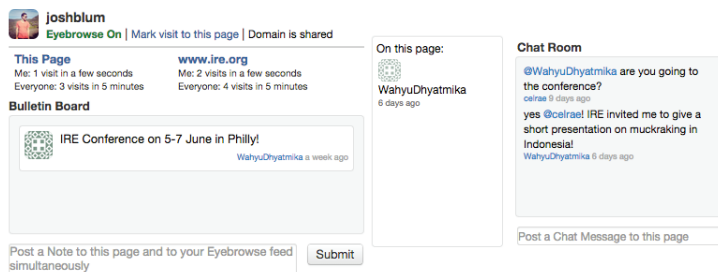 joshblum
Eyebrowse On | Mark visit to this page | Domain is shared
This Page
Me: 1 visit in a few seconds
Everyone: 3 visits in 5 minutes
www.ire.org
Me: 2 visits in a few seconds
Everyone: 4 visits in 5 minutes
Bulletin Board
IRE Conference on 5-7 June in Philly!
WahyuDhyatmika a week ago
Post a Note to this page and to your Eyebrowse feed
simultaneously
Submit
On this page:
WahyuDhyatmika
6 days ago
Chat Room
@WahyuDhyatmika are you going to
the conference?
celrae 9 days ago
yes @celrae! IRE invited me to give a
short presentation on muckraking in
Indonesia!
WahyuDhyatmika 6 days ago
Post a Chat Message to this page